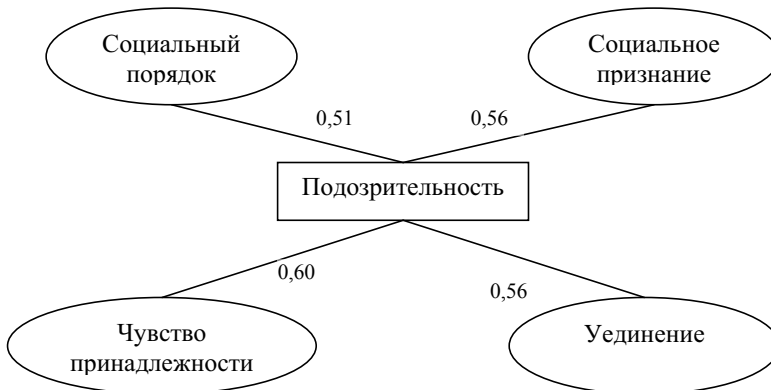 Социальный
порядок
Социальное
признание
0,51
0,56
Подозрительность
0,60
0,56
Чувство
принадлежности
Уединение